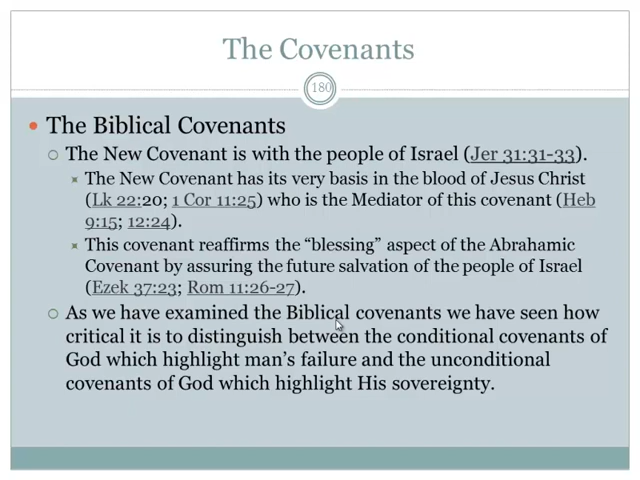 The Covenants
180
• The Biblical Covenants
○ The New Covenant is with the people of Israel (Jer 31:31-33).
× The New Covenant has its very basis in the blood of Jesus Christ
(Lk 22:20; 1 Cor 11:25) who is the Mediator of this covenant (Heb
9:15; 12:24).
× This covenant reaffirms the “blessing” aspect of the Abrahamic
Covenant by assuring the future salvation of the people of Israel
(Ezek 37:23; Rom 11:26-27).
○ As we have examined the Biblical covenants we have seen how
critical it is to distinguish between the conditional covenants of
God which highlight man’s failure and the unconditional
covenants of God which highlight His sovereignty.